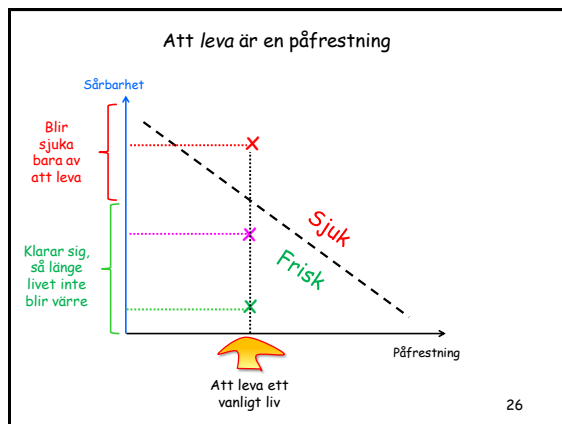 Att leva är en påfrestning
Sårbarhet
Blir
sjuka
bara av
att leva
Klarar sig,
så länge
livet inte
blir värre
Sjuk
Frisk
Påfrestning
Att leva ett
vanligt liv
26